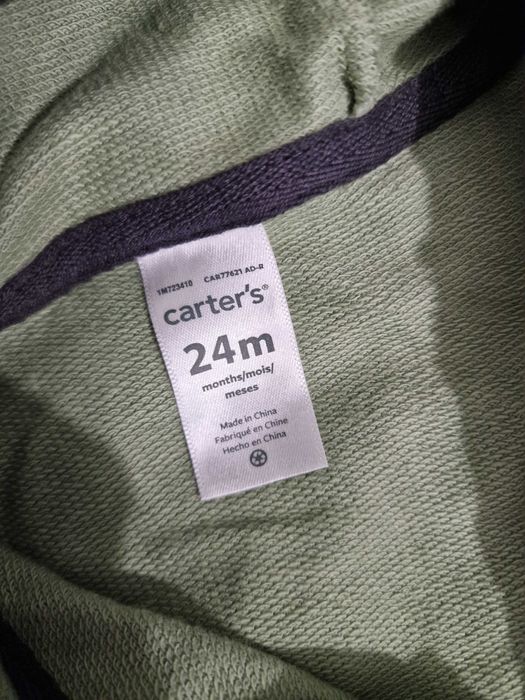 1M723410 CAR77621 AD-R
carter's®
24m
months/mois/
meses
Made in China
Fabriqué en Chine
Hecho en China